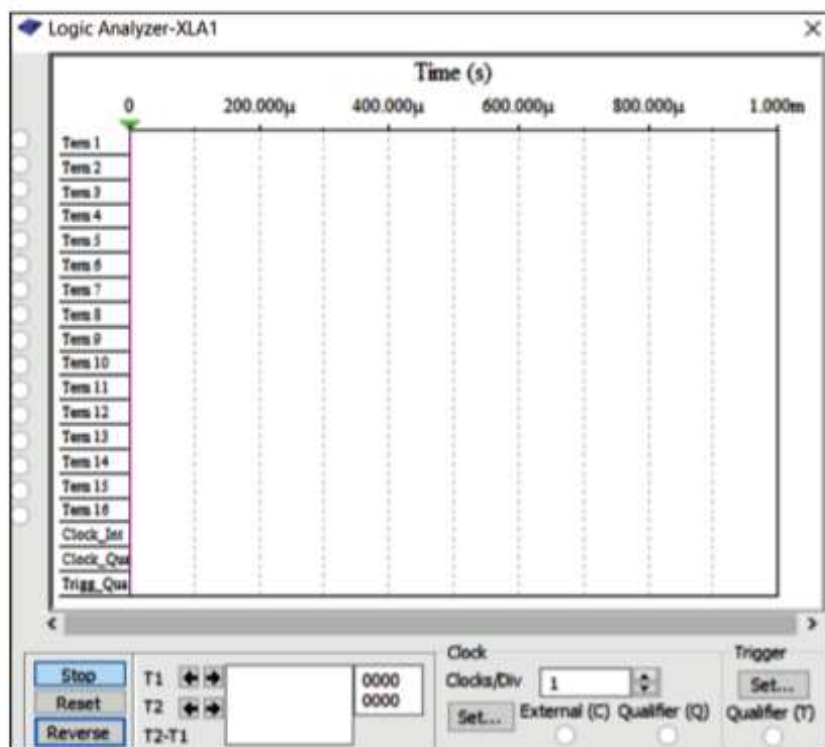 Logic Analyzer-XLA1
Time (s)
0 200.000μ 400.000μ 600.000μ 800.000μ 1.000m
Term 1
Term 2
Term 3
Term 4
Term 5
Term 6
Term 7
Term 8
Term 9
Term 10
Term 11
Term 12
Term 13
Term 14
Term 15
Term 16
Clock_Int
Clock_Qua
Trigg_Qua
Stop
Reset
Reverse
T1
T2
T2-T1
0000
0000
Clock
Clocks/Div 1
Set... External (C) Qualifier (Q)
Trigger
Set...
Qualifier (T)